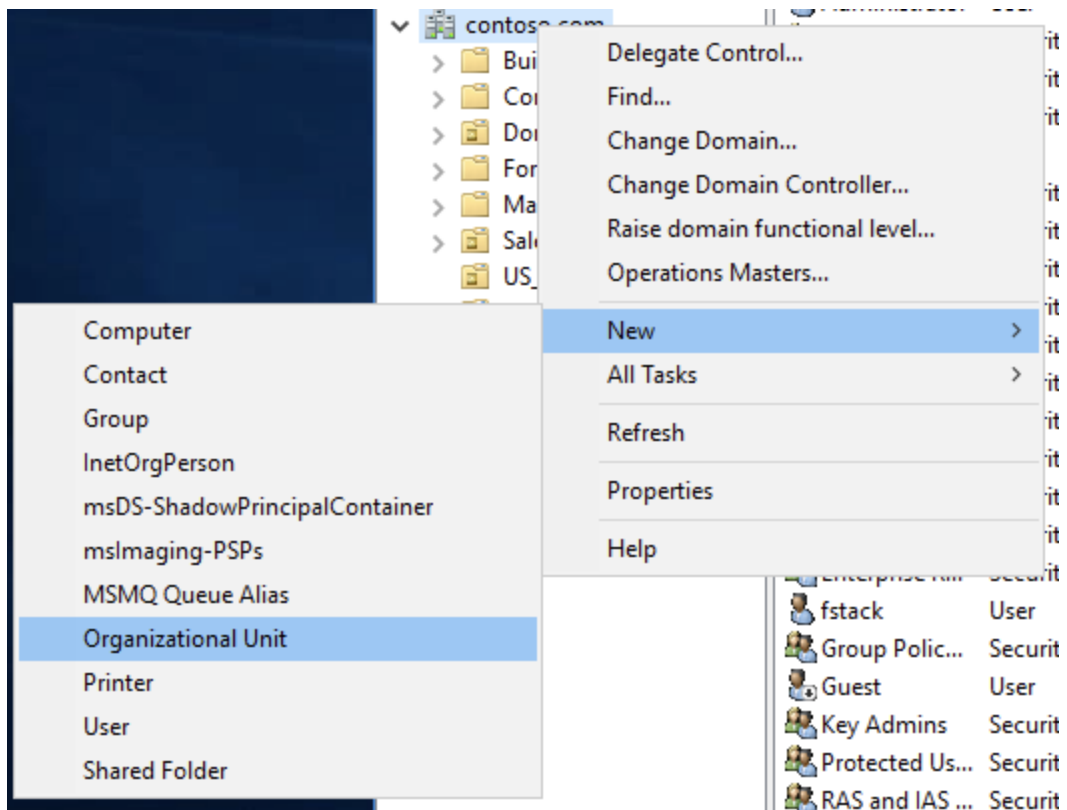 contoso.com
Delegate Control...
Find...
Change Domain...
Change Domain Controller...
Raise domain functional level...
Operations Masters...
New
All Tasks
Refresh
Properties
Help
Computer
Contact
Group
InetOrgPerson
msDS-ShadowPrincipalContainer
msImaging-PSPs
MSMQ Queue Alias
Organizational Unit
Printer
User
Shared Folder
fstack User
Group Polic... Securit
Guest User
Key Admins Securit
Protected Us... Securit
RAS and IAS ... Securit